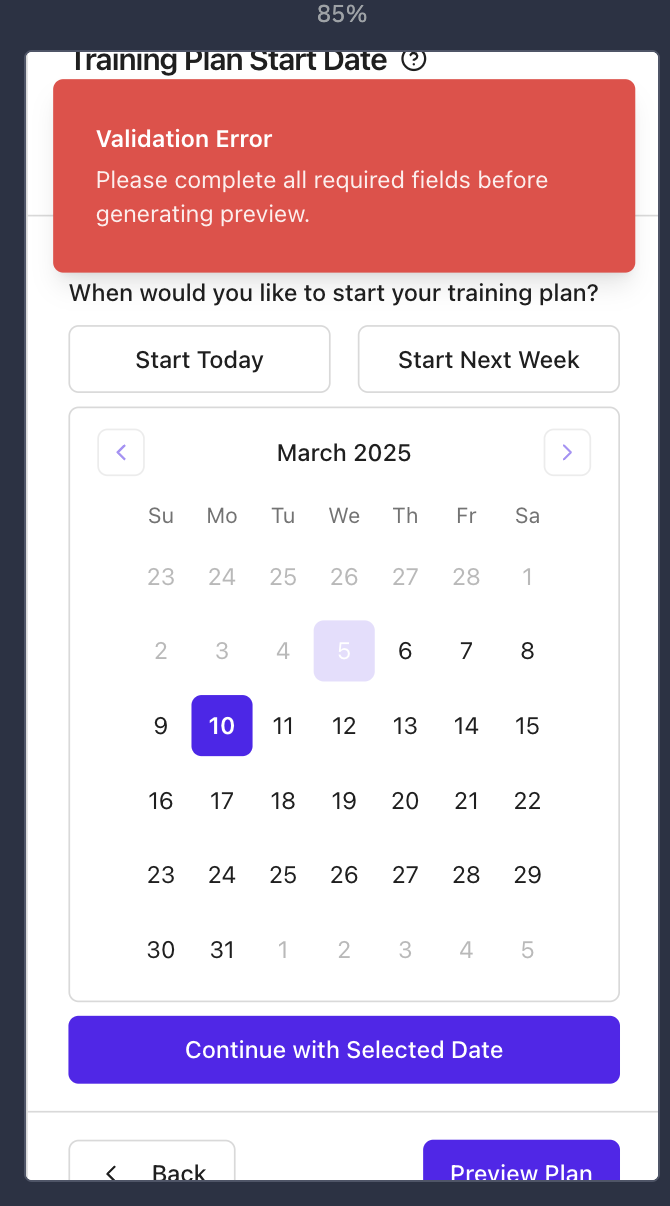 85%
Training Plan Start Date
Validation Error
Please complete all required fields before
generating preview.
When would you like to start your training plan?
Start Today Start Next Week
March 2025
Su Mo Tu We Th Fr Sa
23 24 25 26 27 28 1
2 3 4 5 6 7 8
9 10 11 12 13 14 15
16 17 18 19 20 21 22
23 24 25 26 27 28 29
30 31 1 2 3 4 5
Continue with Selected Date
Back Preview Plan